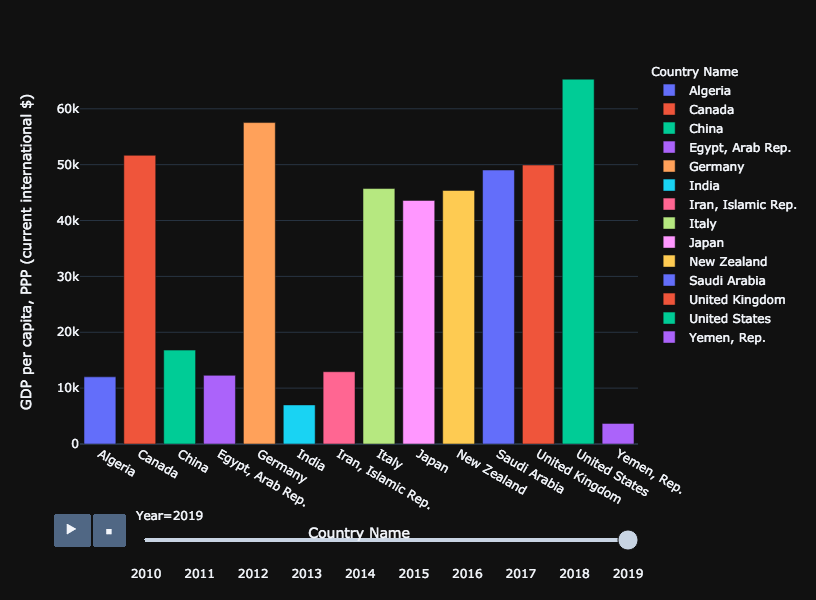 GDP per capita, PPP (current international $)
60k
50k
40k
30k
20k
10k
0
Algeria
Canada
China
Egypt, Arab Rep.
Germany
India
Iran, Islamic Rep.
Italy
Japan
New Zealand
Saudi Arabia
United Kingdom
United States
Yemen, Rep.
Country Name
Algeria
Canada
China
Egypt, Arab Rep.
Germany
India
Iran, Islamic Rep.
Italy
Japan
New Zealand
Saudi Arabia
United Kingdom
United States
Yemen, Rep.
Year=2019
Country Name
2010 2011 2012 2013 2014 2015 2016 2017 2018 2019